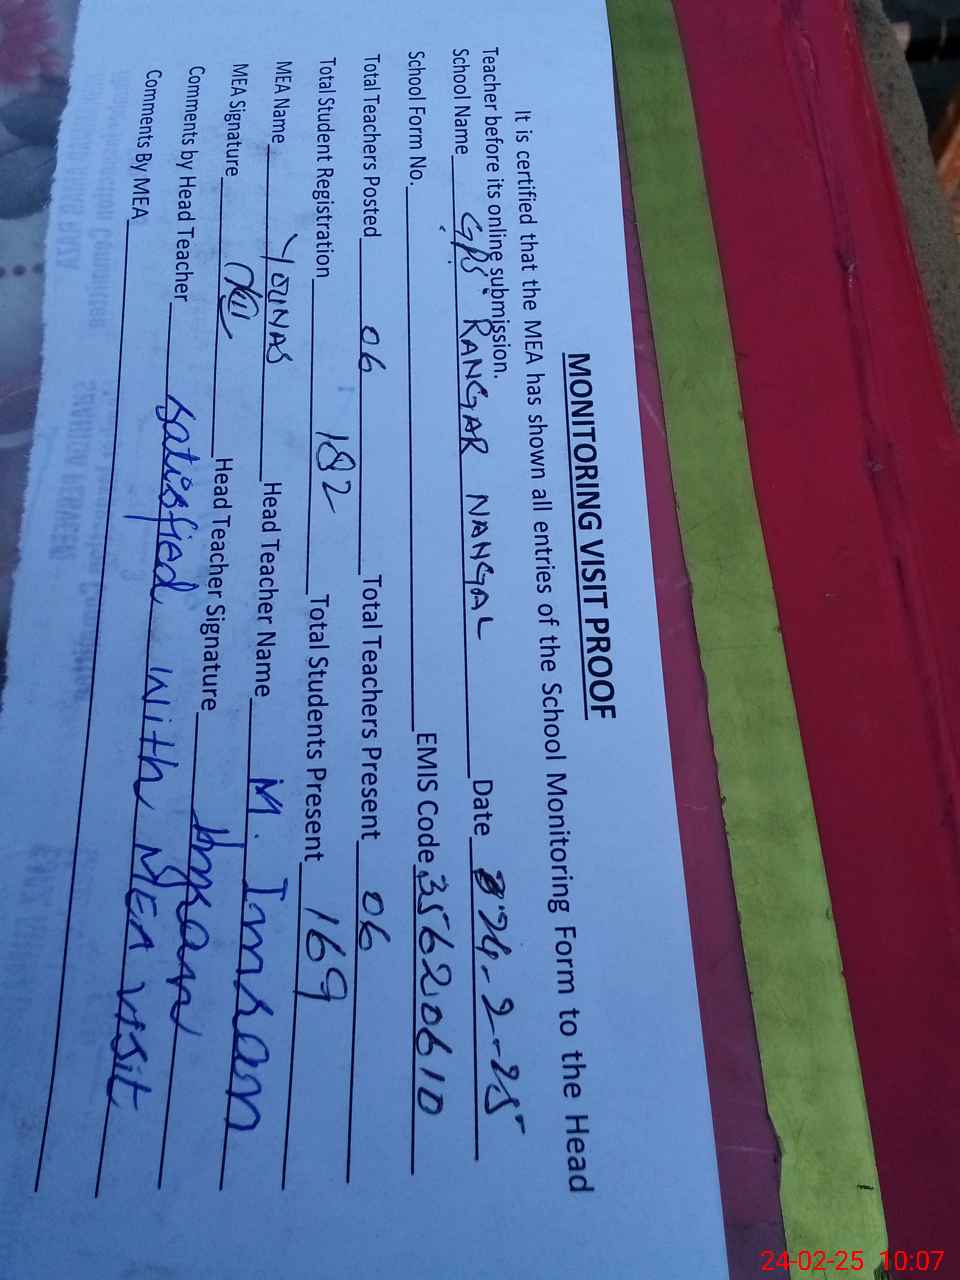 MONITORING VISIT PROOF
It is certified that the MEA has shown all entries of the School Monitoring Form to the Head
Teacher before its online submission.
School Name GPS RANGAR NANGAL Date 24-2-25
School Form No. EMIS Code 35620610
Total Teachers Posted 06 Total Teachers Present 06
Total Student Registration 182 Total Students Present 169
MEA Name YOUNAS Head Teacher Name M. Imran
MEA Signature Head Teacher Signature Imran
Comments by Head Teacher Satisfied with MEA visit
Comments By MEA
24-02-25 10:07